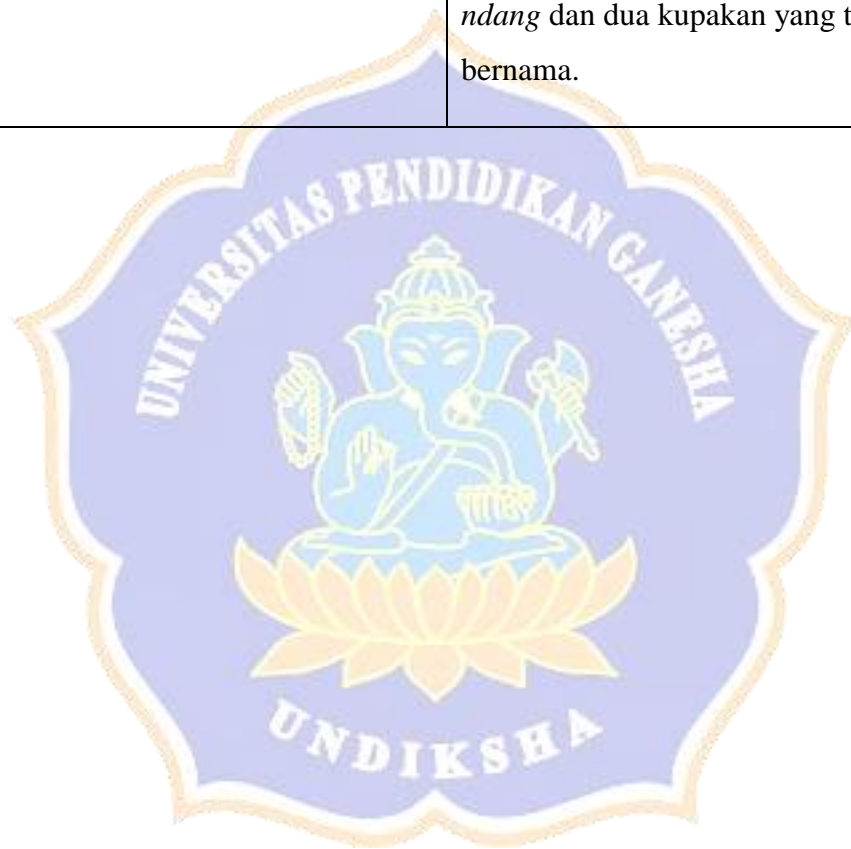 ndang dan dua kupakan yang t
bernama.
UNIVERSITAS PENDIDIKAN GANESHA
UNDIKSHA